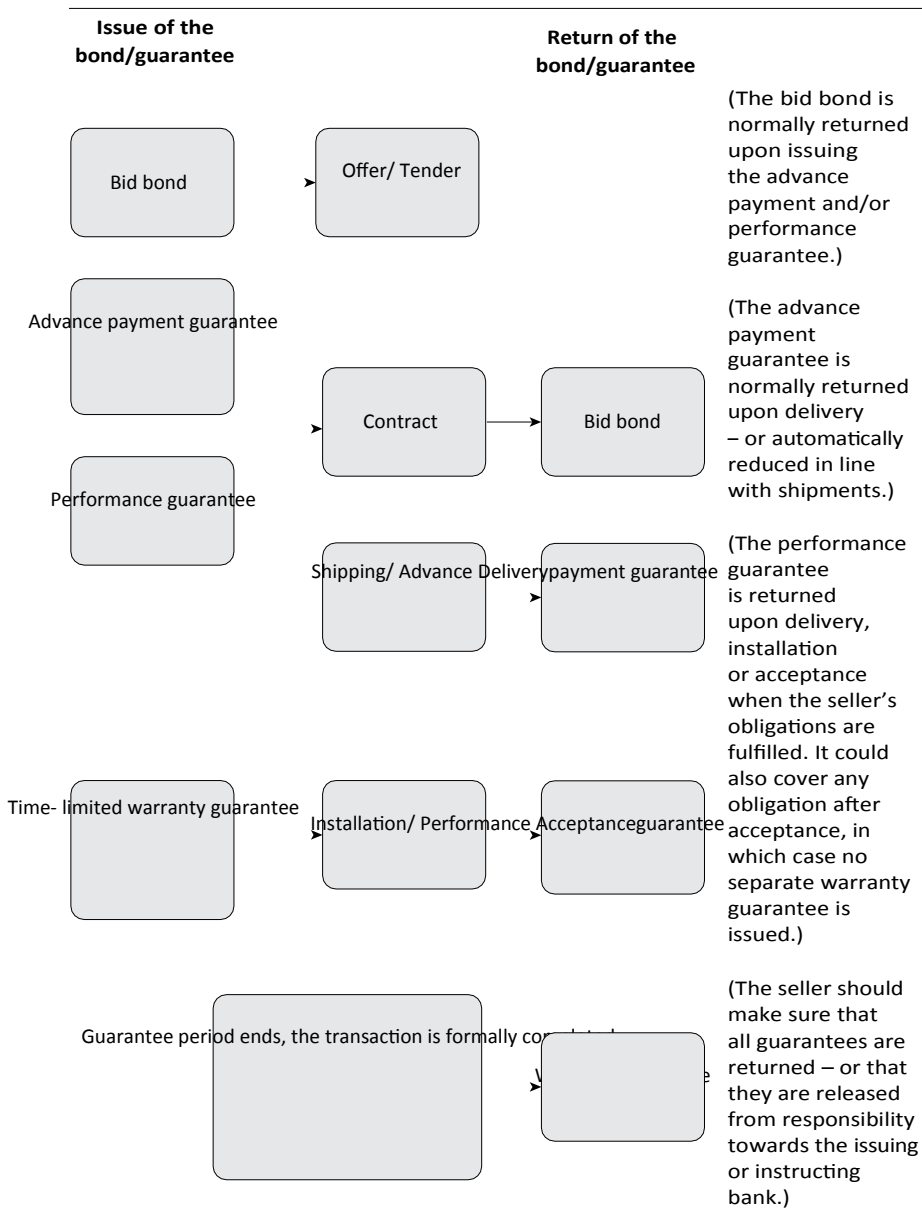 Issue of the
bond/guarantee
Return of the
bond/guarantee
Bid bond
Offer/ Tender
(The bid bond is
normally returned
upon issuing
the advance
payment and/or
performance
guarantee.)
Advance payment guarantee
Performance guarantee
Contract
Bid bond
(The advance
payment
guarantee is
normally returned
upon delivery
– or automatically
reduced in line
with shipments.)
Shipping/ Advance Deliverypayment guarantee
(The performance
guarantee
is returned
upon delivery,
installation
or acceptance
when the seller’s
obligations are
fulfilled. It could
also cover any
obligation after
acceptance, in
which case no
separate warranty
guarantee is
issued.)
Time- limited warranty guarantee
Installation/ Performance Acceptanceguarantee
Guarantee period ends, the transaction is formally
(The seller should
make sure that
all guarantees are
returned – or that
they are released
from responsibility
towards the issuing
or instructing
bank.)